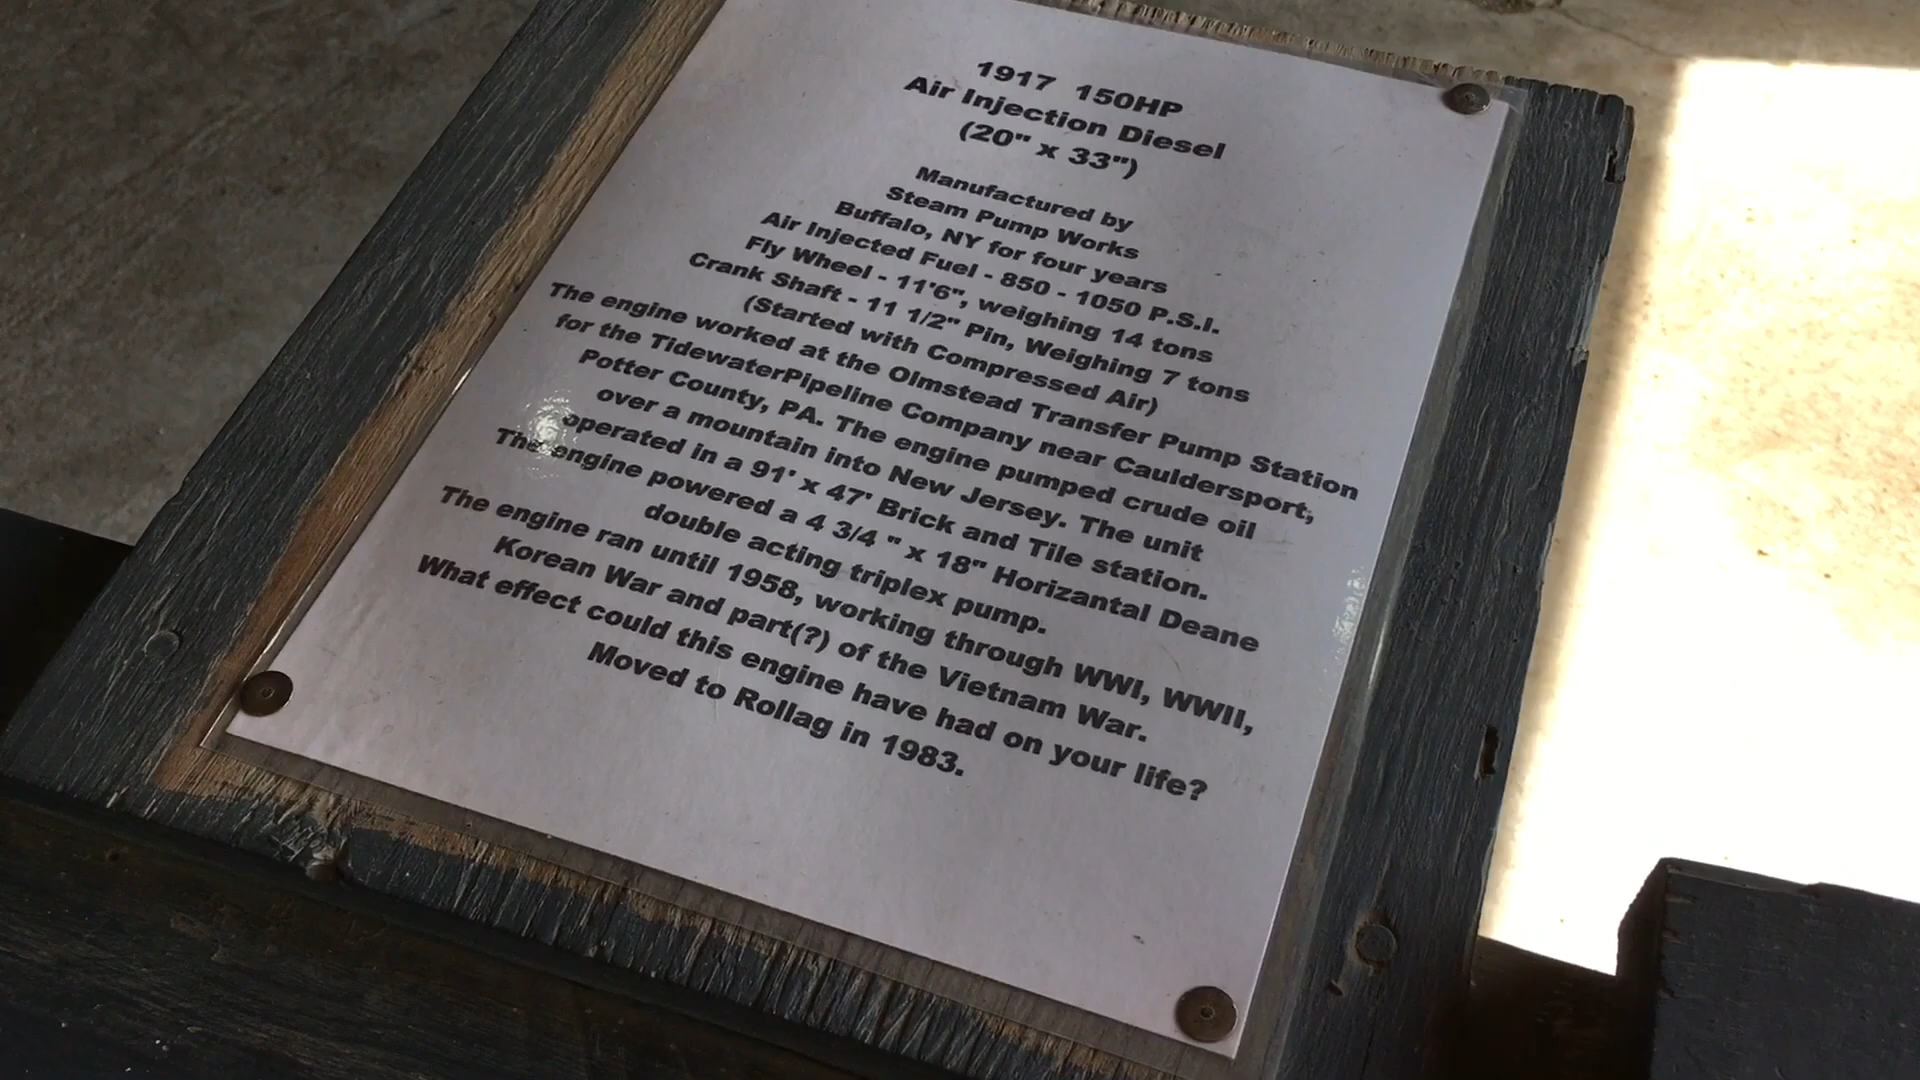 1917 150HP
Air Injection Diesel
(20" x 33")
Manufactured by
Steam Pump Works
Buffalo, NY for four years
Air Injected Fuel - 850 - 1050 P.S.I.
Fly Wheel - 11'6", weighing 14 tons
Crank Shaft - 11 1/2" Pin, Weighing 7 tons
(Started with Compressed Air)
The engine worked at the Olmstead Transfer Pump Station
for the TidewaterPipeline Company near Cauldersport,
Potter County, PA. The engine pumped crude oil
over a mountain into New Jersey. The unit
operated in a 91' x 47' Brick and Tile station.
The engine powered a 4 3/4 " x 18" Horizantal Deane
double acting triplex pump.
The engine ran until 1958, working through WWI, WWII,
Korean War and part(?) of the Vietnam War.
What effect could this engine have had on your life?
Moved to Rollag in 1983.